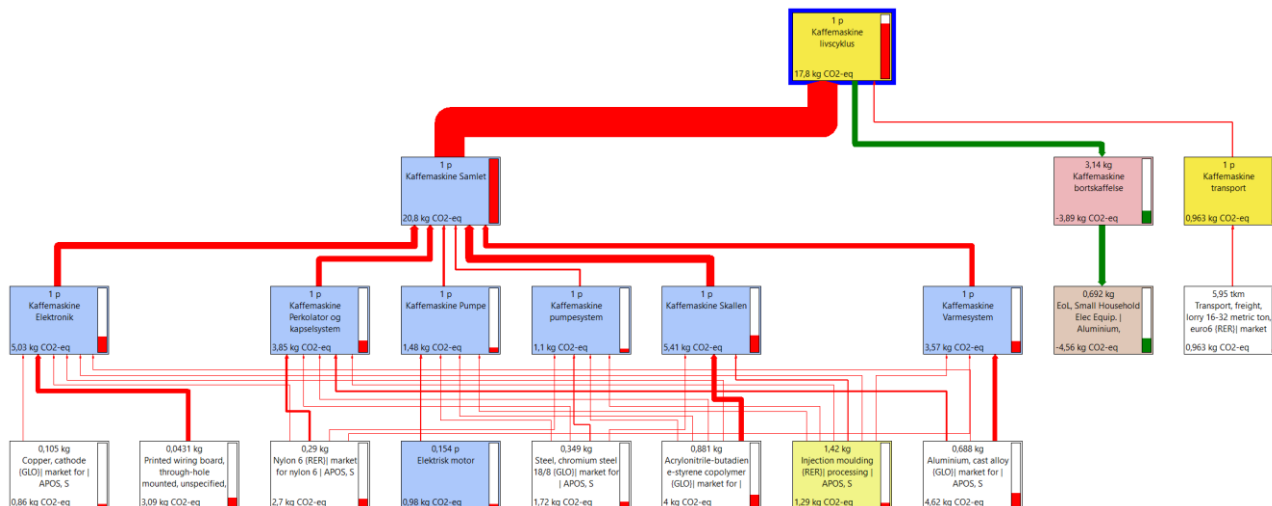 1 p
Kaffemaskine
livscyklus
17,8 kg CO2-eq
1 p
Kaffemaskine Samlet
20,8 kg CO2-eq
3,14 kg
Kaffemaskine
bortskaffelse
-3,89 kg CO2-eq
1 p
Kaffemaskine
transport
0,963 kg CO2-eq
1 p
Kaffemaskine
Elektronik
5,03 kg CO2-eq
1 p
Kaffemaskine
Perkolator og
kapselsystem
3,85 kg CO2-eq
1 p
Kaffemaskine Pumpe
1,48 kg CO2-eq
1 p
Kaffemaskine
pumpesystem
1,1 kg CO2-eq
1 p
Kaffemaskine Skallen
5,41 kg CO2-eq
1 p
Kaffemaskine
Varmesystem
3,57 kg CO2-eq
0,692 kg
EoL, Small Household
Elec Equip. |
Aluminium,
-4,56 kg CO2-eq
5,95 tkm
Transport, freight,
lorry 16-32 metric ton,
euro6 {RER}| market
0,963 kg CO2-eq
0,105 kg
Copper, cathode
{GLO}| market for |
APOS, S
0,86 kg CO2-eq
0,0431 kg
Printed wiring board,
through-hole
mounted, unspecified,
3,09 kg CO2-eq
0,29 kg
Nylon 6 {RER}| market
for nylon 6 | APOS, S
2,7 kg CO2-eq
0,154 p
Elektrisk motor
0,98 kg CO2-eq
0,349 kg
Steel, chromium steel
18/8 {GLO}| market for
| APOS, S
1,72 kg CO2-eq
0,881 kg
Acrylonitrile-butadien
e-styrene copolymer
{GLO}| market for |
4 kg CO2-eq
1,42 kg
Injection moulding
{RER}| processing |
APOS, S
1,29 kg CO2-eq
0,688 kg
Aluminium, cast alloy
{GLO}| market for |
APOS, S
4,62 kg CO2-eq